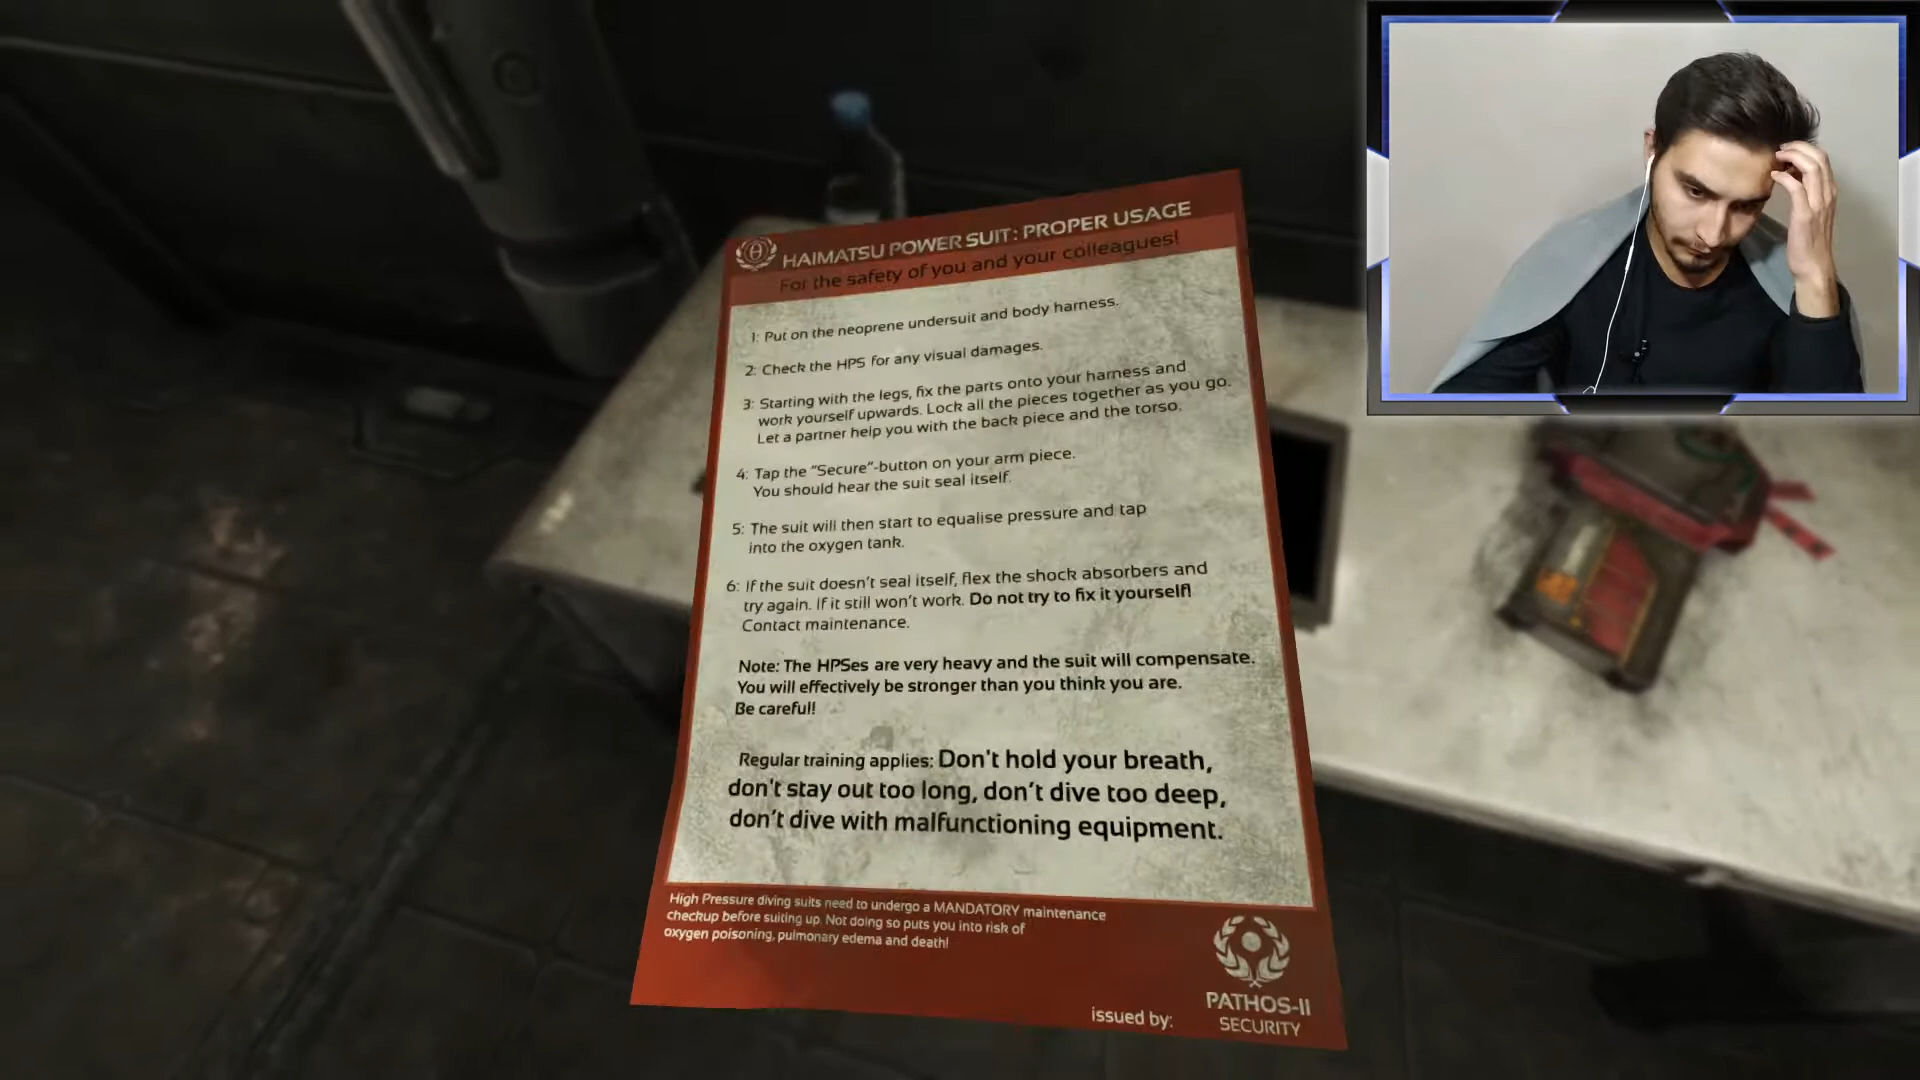 HAIMATSU POWER SUIT: PROPER USAGE
For the safety of you and your colleagues!
1: Put on the neoprene undersuit and body harness.
2: Check the HPS for any visual damages.
3: Starting with the legs, fix the parts onto your harness and
work yourself upwards. Lock all the pieces together as you go.
Let a partner help you with the back piece and the torso.
4: Tap the "Secure"-button on your arm piece.
You should hear the suit seal itself.
5: The suit will then start to equalise pressure and tap
into the oxygen tank.
6: If the suit doesn't seal itself, flex the shock absorbers and
try again. If it still won't work. Do not try to fix it yourself!
Contact maintenance.
Note: The HPSes are very heavy and the suit will compensate.
You will effectively be stronger than you think you are.
Be careful!
Regular training applies: Don't hold your breath,
don't stay out too long, don't dive too deep,
don't dive with malfunctioning equipment.
High Pressure diving suits need to undergo a MANDATORY maintenance
checkup before suiting up. Not doing so puts you into risk of
oxygen poisoning, pulmonary edema and death!
issued by:
PATHOS-II
SECURITY